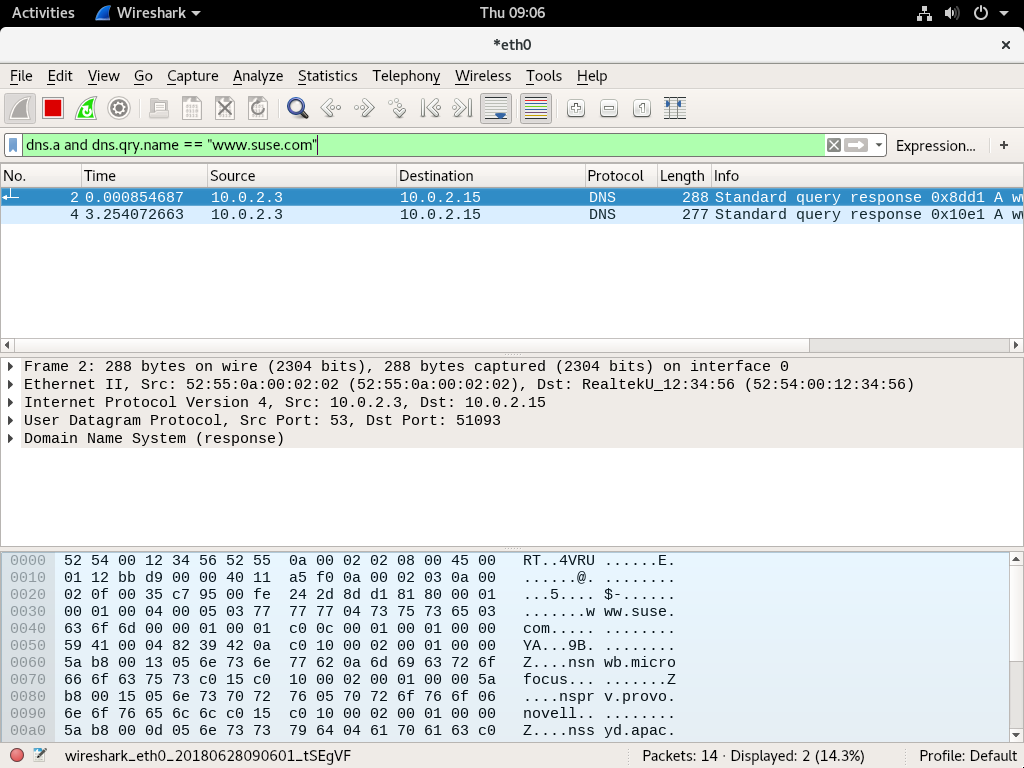 Activities Wireshark Thu 09:06
*eth0
File Edit View Go Capture Analyze Statistics Telephony Wireless Tools Help
dns.a and dns.qry.name == "www.suse.com" Expression... +
No. Time Source Destination Protocol Length Info
2 0.000854687 10.0.2.3 10.0.2.15 DNS 288 Standard query response 0x8dd1 A
4 3.254072663 10.0.2.3 10.0.2.15 DNS 277 Standard query response 0x10e1 A
Frame 2: 288 bytes on wire (2304 bits), 288 bytes captured (2304 bits) on interface 0
Ethernet II, Src: 52:55:0a:00:02:02 (52:55:0a:00:02:02), Dst: RealtekU_12:34:56 (52:54:00:12:34:56)
Internet Protocol Version 4, Src: 10.0.2.3, Dst: 10.0.2.15
User Datagram Protocol, Src Port: 53, Dst Port: 51093
Domain Name System (response)
0000 52 54 00 12 34 56 52 55 0a 00 02 02 08 00 45 00 RT..4VRU ......E.
0010 01 12 bb d9 00 00 40 11 a5 f0 0a 00 02 03 0a 00 ......@. ........
0020 02 0f 00 35 c7 95 00 fe 24 2d 8d d1 81 80 00 01 ...5.... $-......
0030 00 01 00 04 00 05 03 77 77 77 04 73 75 73 65 03 .......w ww.suse.
0040 63 6f 6d 00 00 01 00 01 c0 0c 00 01 00 01 00 00 com..... ........
0050 59 41 00 04 82 39 42 0a c0 10 00 02 00 01 00 00 YA...9B. ........
0060 5a b8 00 13 05 6e 73 6e 77 62 0a 6d 69 63 72 6f Z....nsn wb.micro
0070 66 6f 63 75 73 c0 15 c0 10 00 02 00 01 00 00 5a focus... .......Z
0080 b8 00 15 05 6e 73 70 72 76 05 70 72 6f 76 6f 06 ....nspr v.provo.
0090 6e 6f 76 65 6c 6c c0 15 c0 10 00 02 00 01 00 00 novell.. ........
00a0 5a b8 00 0d 05 6e 73 73 79 64 04 61 70 61 63 c0 Z....nss yd.apac.
wireshark_eth0_20180628090601_tSEgVF Packets: 14 · Displayed: 2 (14.3%) Profile: Default